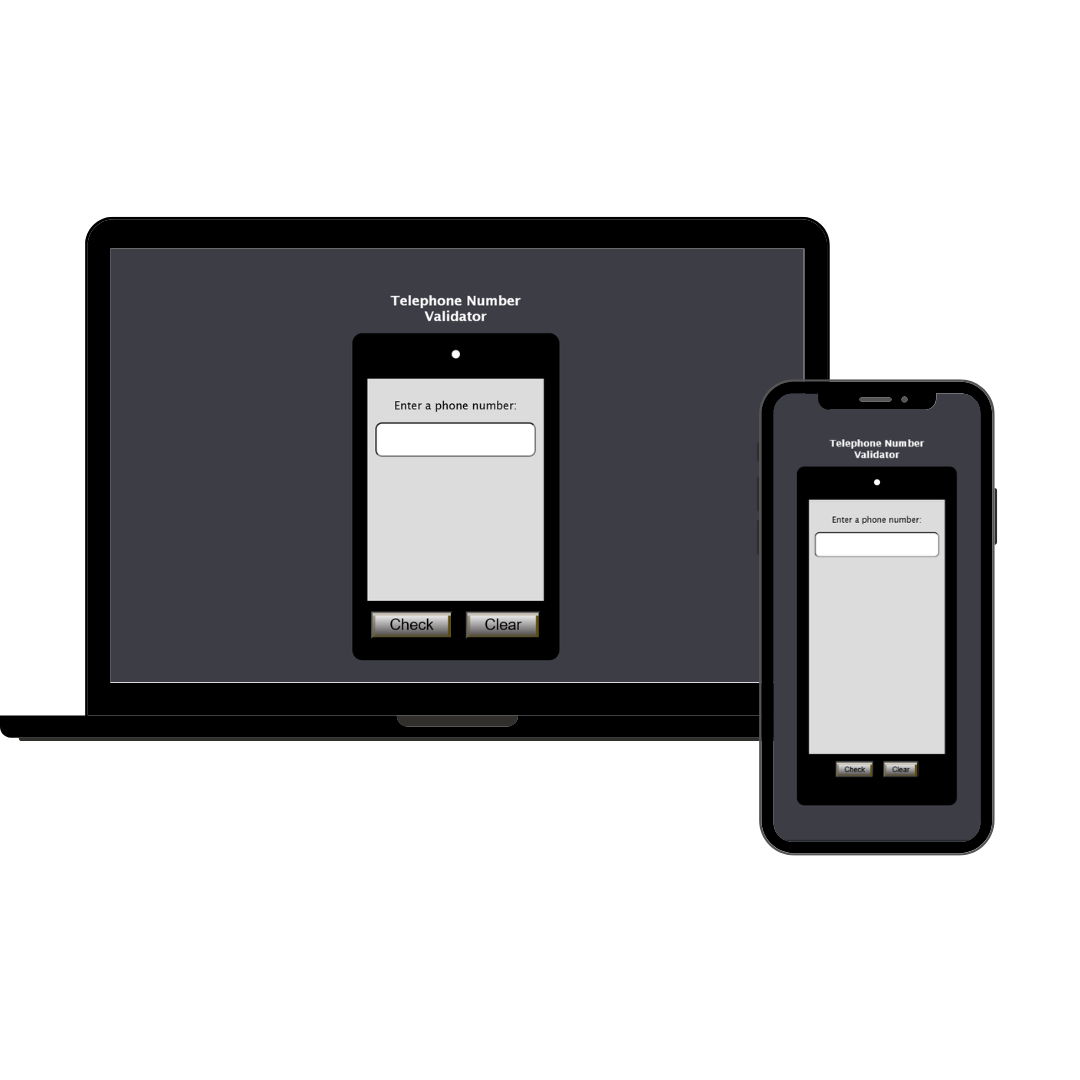 Telephone Number
Validator
Enter a phone number:
Check
Clear
Telephone Number
Validator
Enter a phone number:
Check
Clear